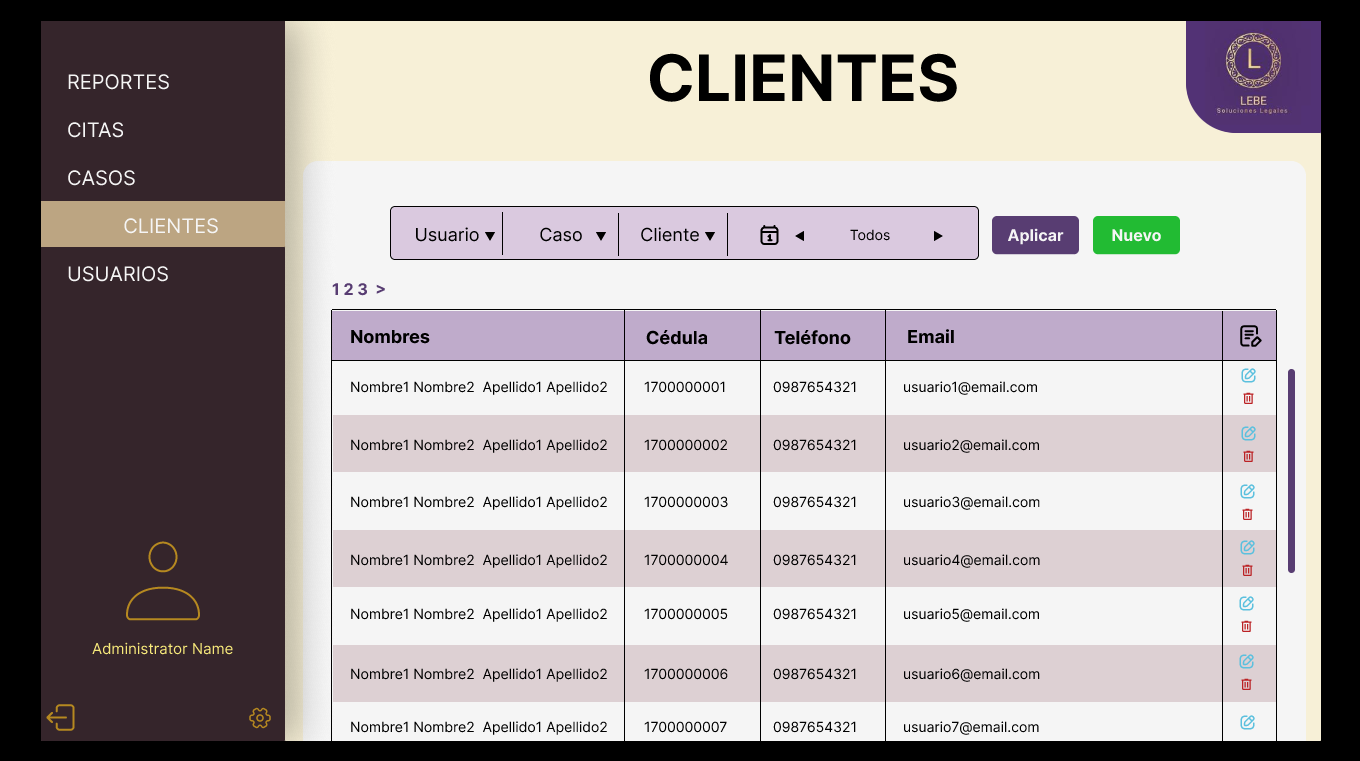 REPORTES
CITAS
CASOS
CLIENTES
USUARIOS
Administrator Name
CLIENTES
L
LEBE
Soluciones Legales
Usuario ▼ Caso ▼ Cliente ▼ 1 ◀ Todos ▶ Aplicar Nuevo
1 2 3 >
Nombres Cédula Teléfono Email
Nombre1 Nombre2 Apellido1 Apellido2 1700000001 0987654321 usuario1@email.com
Nombre1 Nombre2 Apellido1 Apellido2 1700000002 0987654321 usuario2@email.com
Nombre1 Nombre2 Apellido1 Apellido2 1700000003 0987654321 usuario3@email.com
Nombre1 Nombre2 Apellido1 Apellido2 1700000004 0987654321 usuario4@email.com
Nombre1 Nombre2 Apellido1 Apellido2 1700000005 0987654321 usuario5@email.com
Nombre1 Nombre2 Apellido1 Apellido2 1700000006 0987654321 usuario6@email.com
Nombre1 Nombre2 Apellido1 Apellido2 1700000007 0987654321 usuario7@email.com